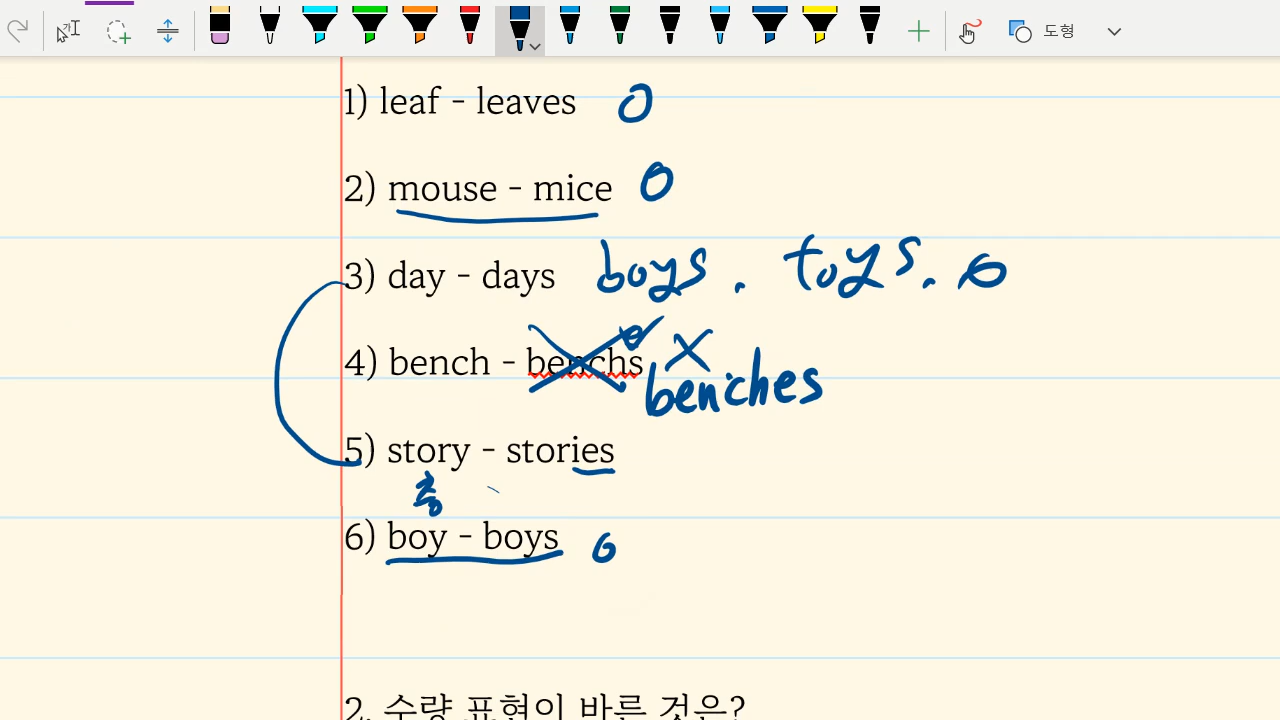 도형
1) leaf - leaves O
2) mouse - mice O
3) day - days boys. toys. O
4) bench - benchs X
benches
5) story - stories
6) boy - boys O
2. 수량 표현이 바른 것은?